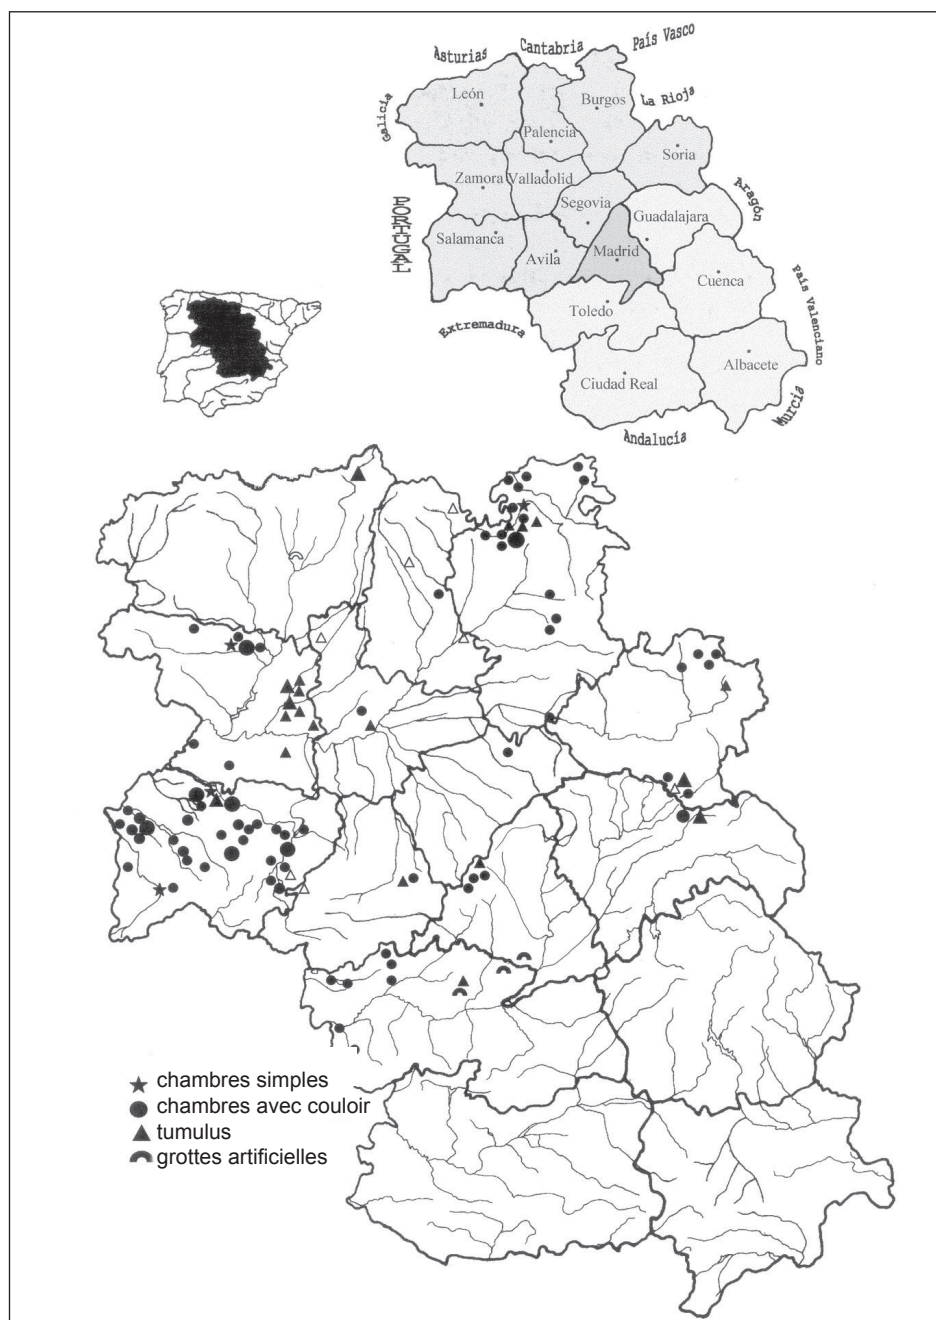 Asturias
Cantabria
País Vasco
Galicia
León
Burgos
La Rioja
Palencia
Soria
Zamora
Valladolid
Segovia
Aragón
PORTUGAL
Salamanca
Avila
Madrid
Guadalajara
Cuenca
País Valenciano
Extremadura
Toledo
Ciudad Real
Albacete
Murcia
Andalucía
chambres simples
chambres avec couloir
tumulus
grottes artificielles